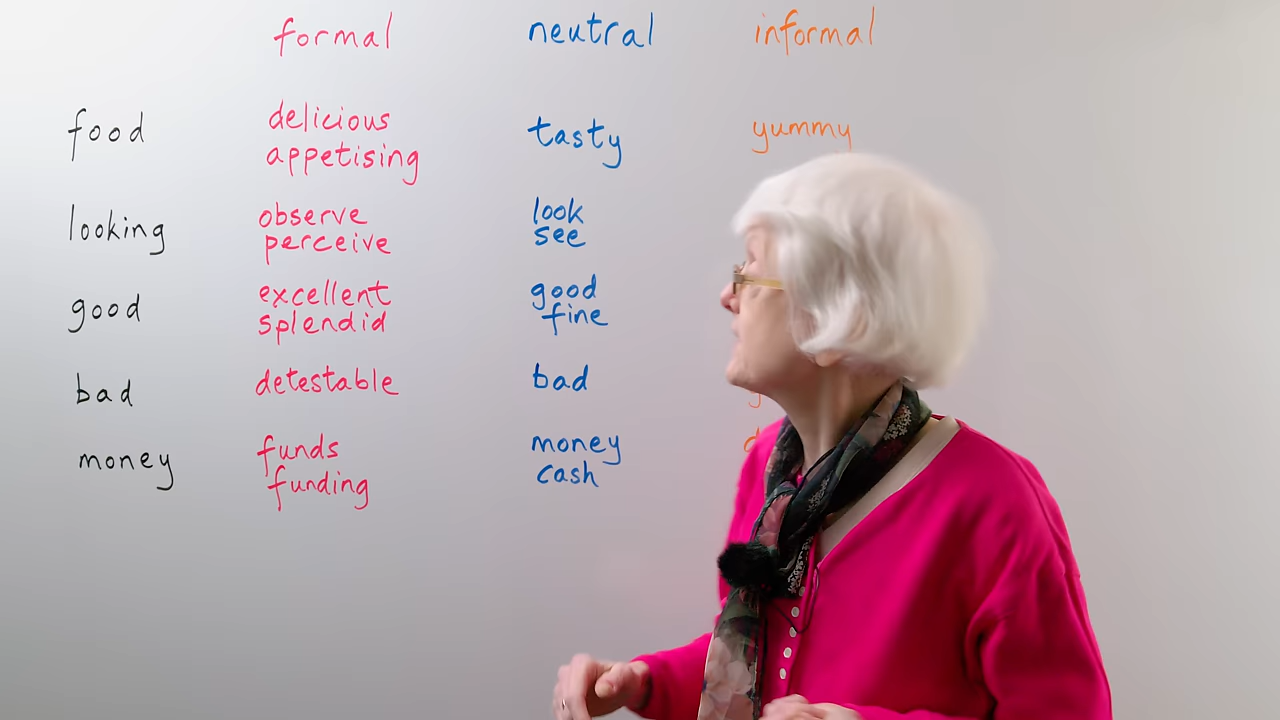 formal neutral informal
food delicious tasty yummy
appetising
looking observe look
perceive see
good excellent good
splendid fine
bad detestable bad
money funds money
funding cash